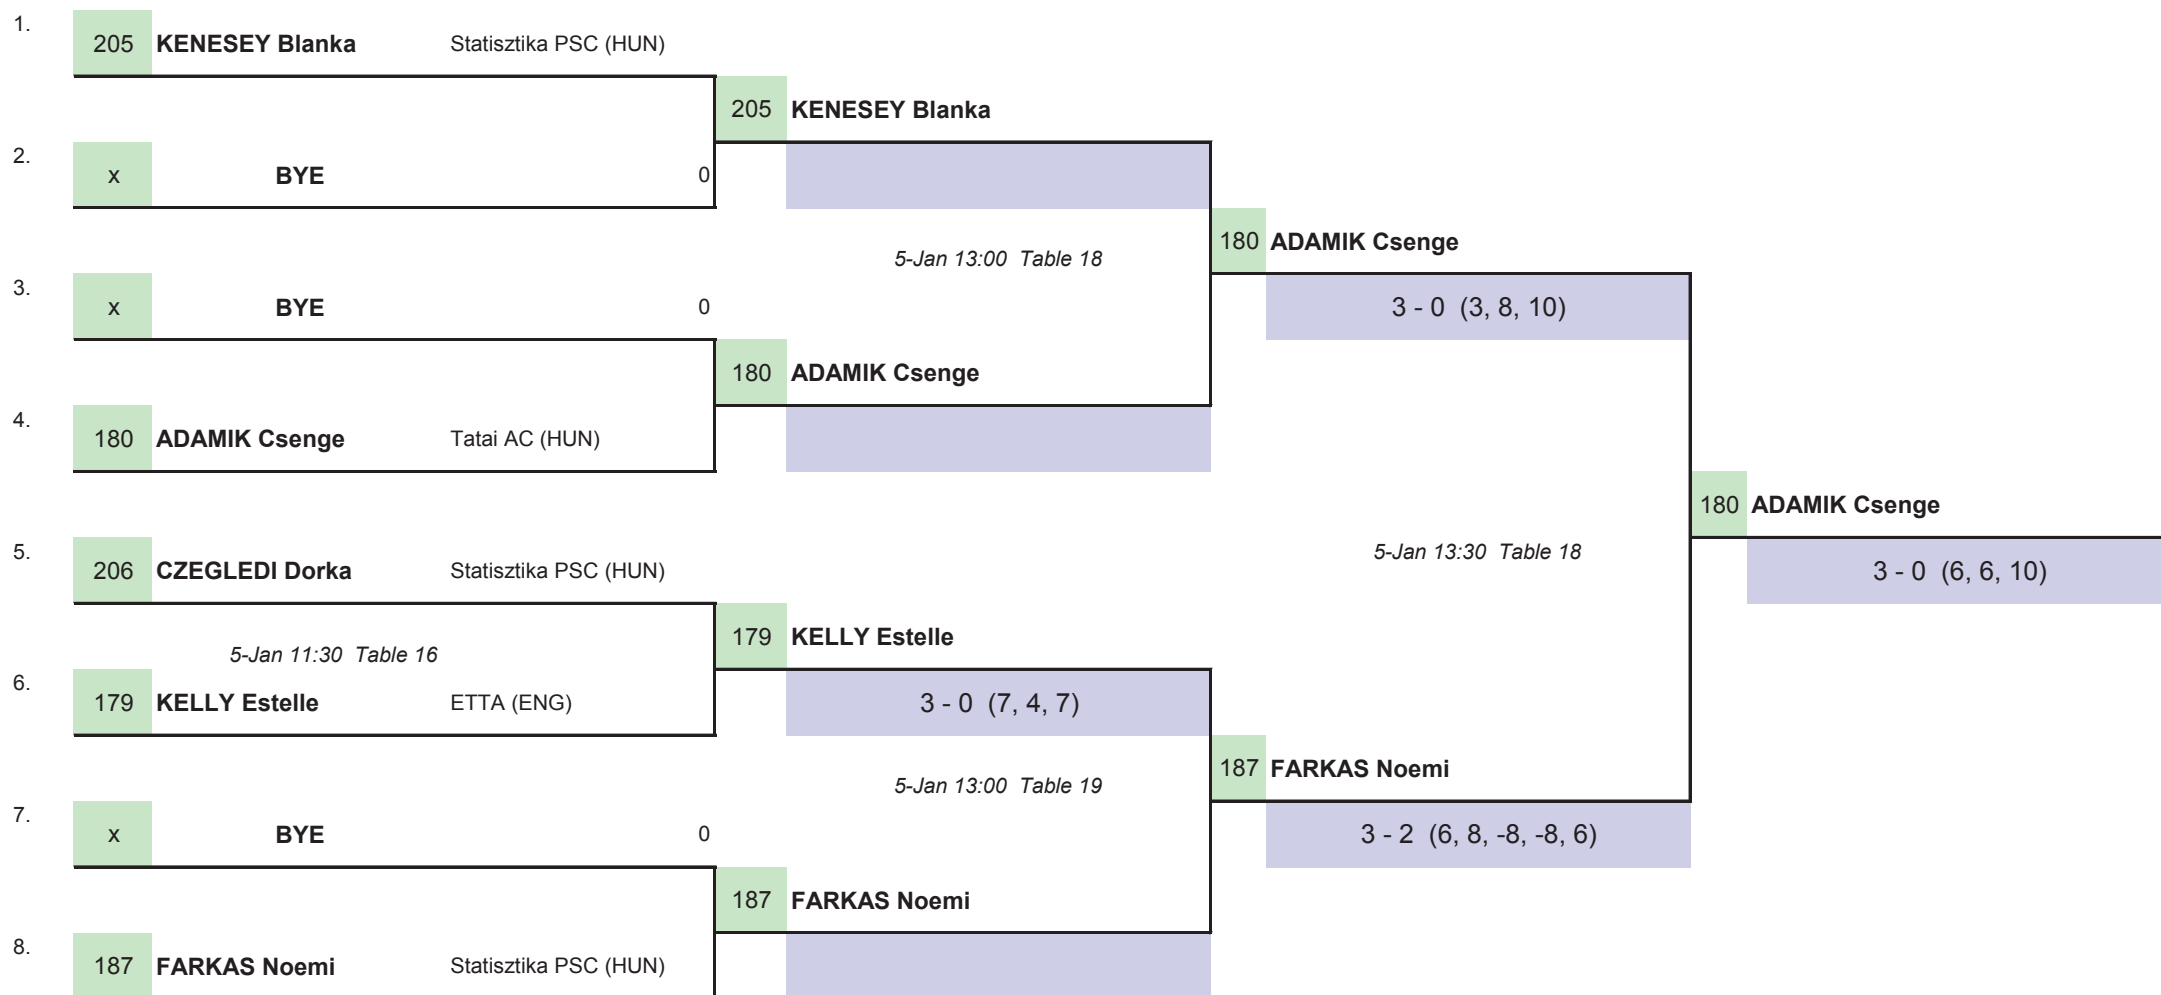 1.
205 KENESEY Blanka Statisztika PSC (HUN)
205 KENESEY Blanka
2.
x BYE 0
180 ADAMIK Csenge
5-Jan 13:00 Table 18
3.
x BYE 0
3 - 0 (3, 8, 10)
180 ADAMIK Csenge
4.
180 ADAMIK Csenge Tatai AC (HUN)
180 ADAMIK Csenge
5.
206 CZEGLEDI Dorka Statisztika PSC (HUN)
5-Jan 13:30 Table 18
3 - 0 (6, 6, 10)
179 KELLY Estelle
5-Jan 11:30 Table 16
6.
179 KELLY Estelle ETTA (ENG)
3 - 0 (7, 4, 7)
187 FARKAS Noemi
5-Jan 13:00 Table 19
7.
x BYE 0
3 - 2 (6, 8, -8, -8, 6)
187 FARKAS Noemi
8.
187 FARKAS Noemi Statisztika PSC (HUN)